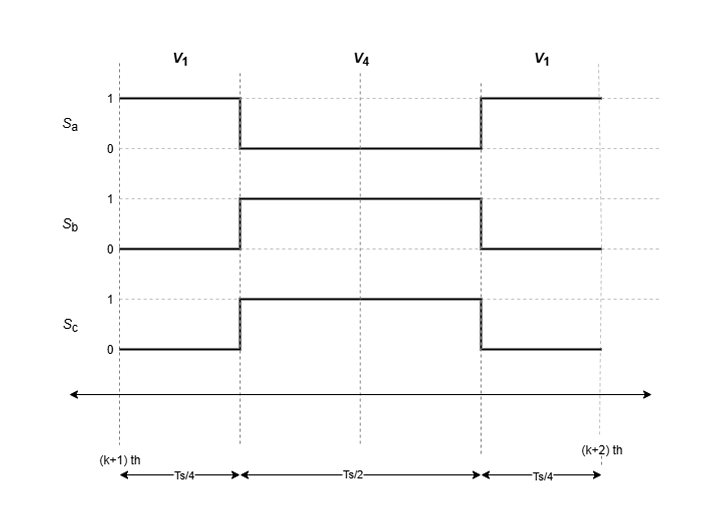 V1 V4 V1
1
Sa
0
1
Sb
0
1
Sc
0
(k+1) th (k+2) th
Ts/4 Ts/2 Ts/4